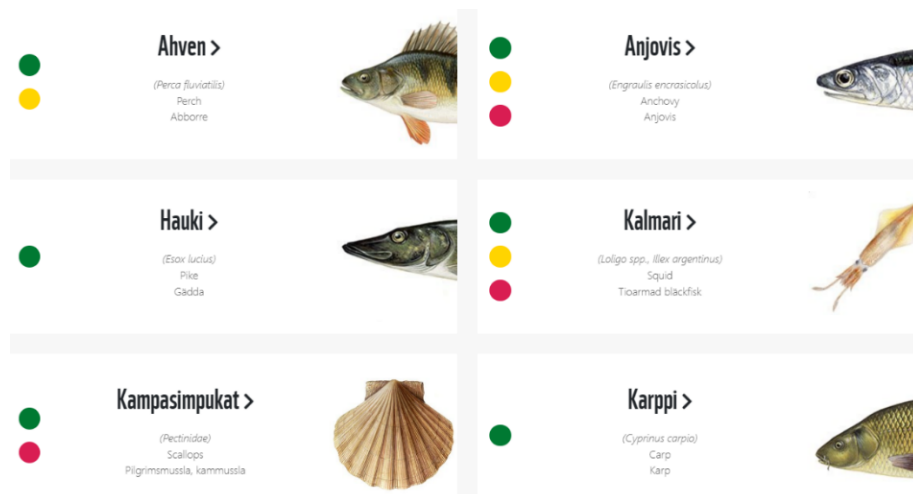 Ahven >
(Perca fluviatilis)
Perch
Abborre
Anjovis >
(Engraulis encrasicolus)
Anchovy
Anjovis
Hauki >
(Esox lucius)
Pike
Gädda
Kalmari >
(Loligo spp., Illex argentinus)
Squid
Tioarmad bläckfisk
Kampasimpukat >
(Pectinidae)
Scallops
Pilgrimsmussla, kammussla
Karppi >
(Cyprinus carpio)
Carp
Karp